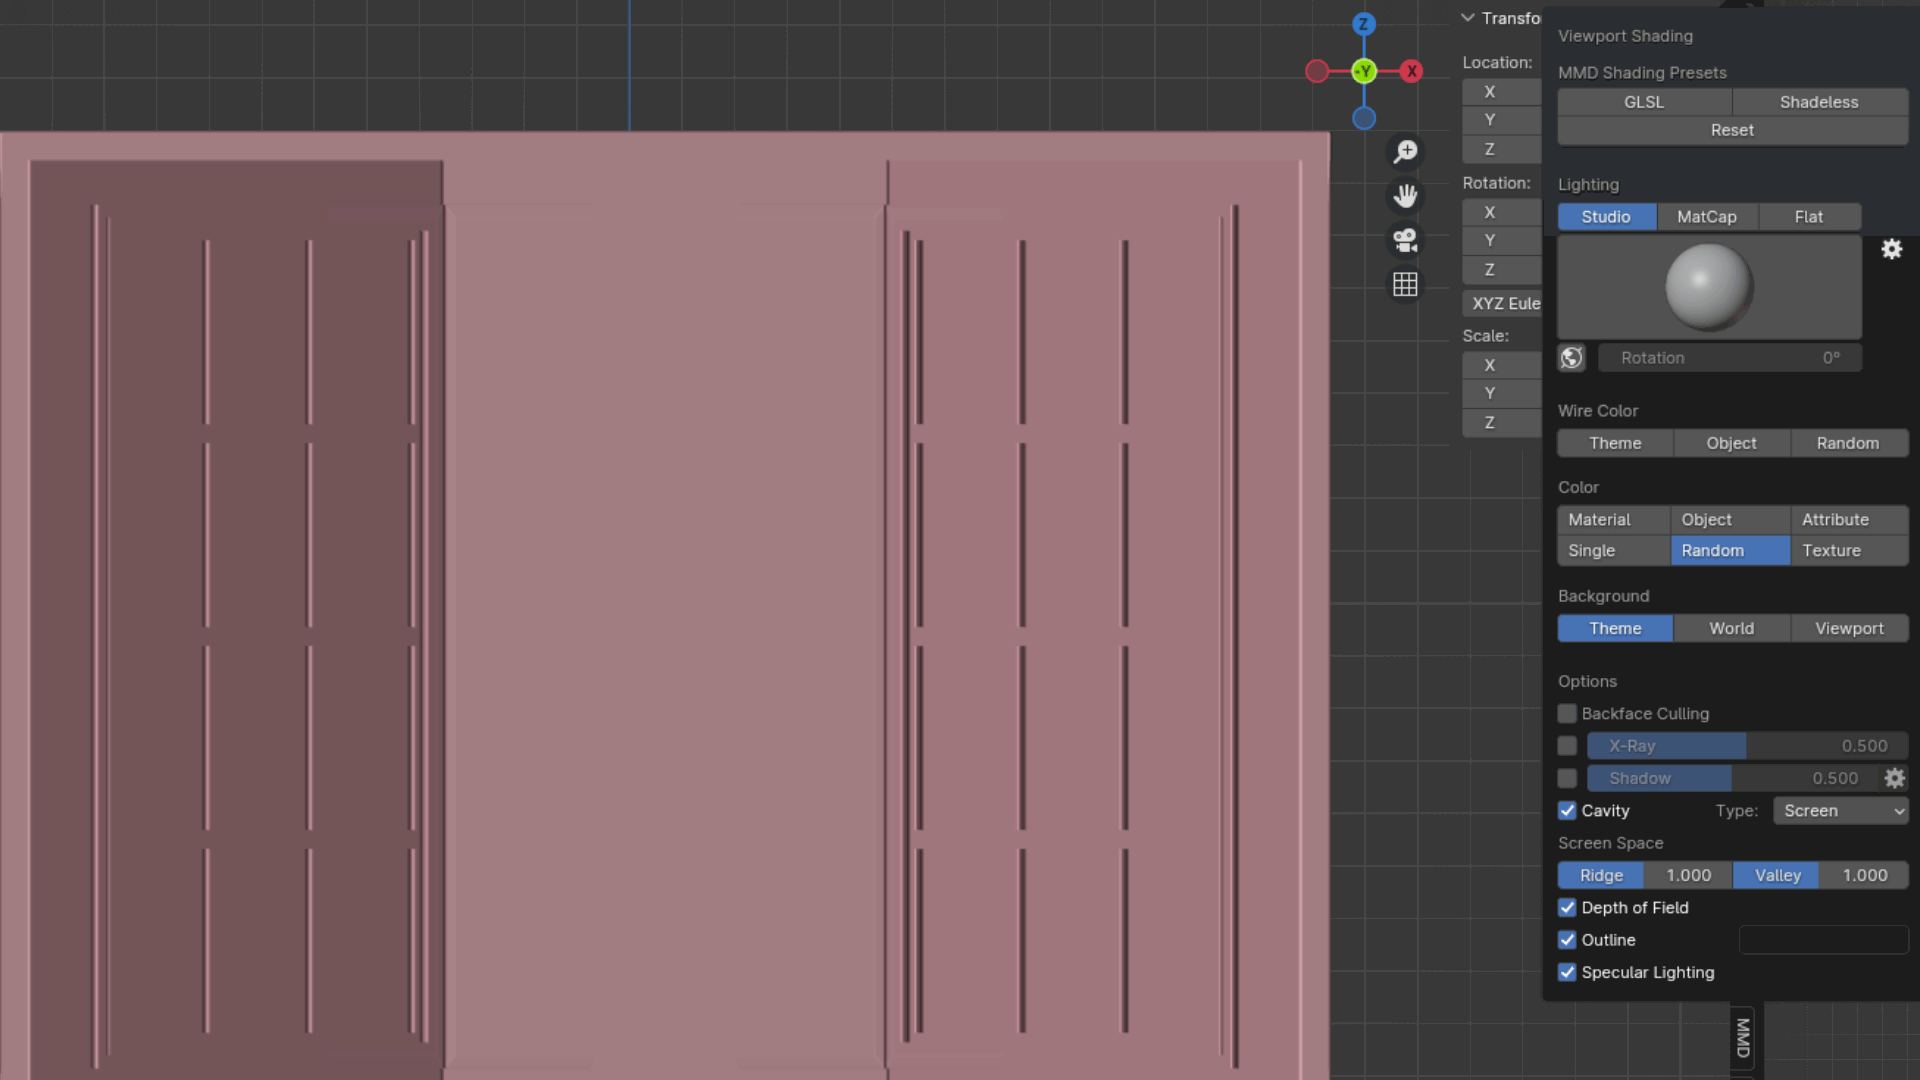 Z
-Y
X
Transfo
Location:
X
Y
Z
Rotation:
X
Y
Z
XYZ Eule
Scale:
X
Y
Z
Viewport Shading
MMD Shading Presets
GLSL Shadeless
Reset
Lighting
Studio MatCap Flat
Rotation 0°
Wire Color
Theme Object Random
Color
Material Object Attribute
Single Random Texture
Background
Theme World Viewport
Options
Backface Culling
X-Ray 0.500
Shadow 0.500
Cavity Type: Screen
Screen Space
Ridge 1.000 Valley 1.000
Depth of Field
Outline
Specular Lighting
MMD